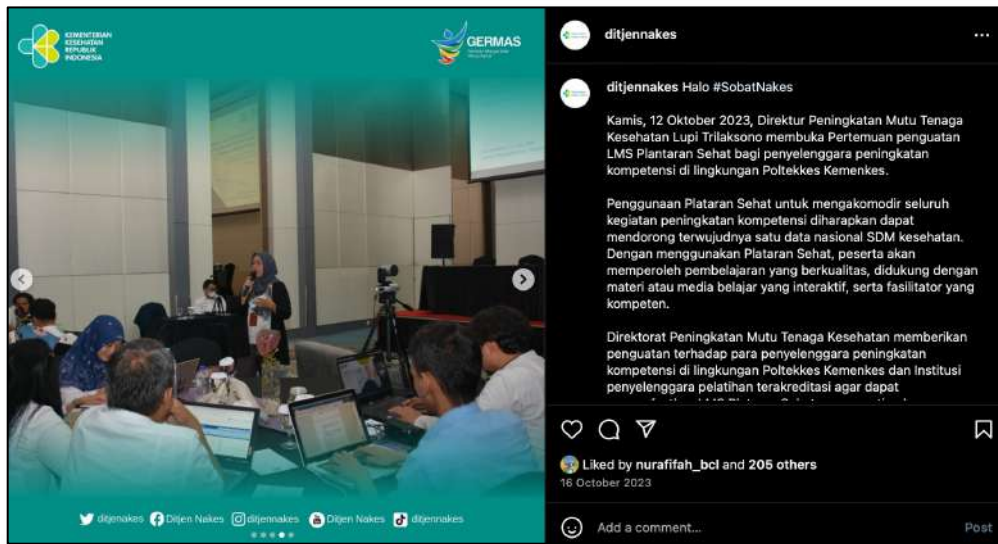 KEMENTERIAN
KESEHATAN
REPUBLIK
INDONESIA
GERMAS
ditjenakes
Ditjen Nakes
ditjennakes
Ditjen Nakes
ditjennakes
ditjennakes
ditjennakes Halo #SobatNakes
Kamis, 12 Oktober 2023, Direktur Peningkatan Mutu Tenaga
Kesehatan Lupi Trilaksono membuka Pertemuan penguatan
LMS Plantaran Sehat bagi penyelenggara peningkatan
kompetensi di lingkungan Poltekkes Kemenkes.
Penggunaan Plataran Sehat untuk mengakomodir seluruh
kegiatan peningkatan kompetensi diharapkan dapat
mendorong terwujudnya satu data nasional SDM kesehatan.
Dengan menggunakan Plataran Sehat, peserta akan
memperoleh pembelajaran yang berkualitas, didukung dengan
materi atau media belajar yang interaktif, serta fasilitator yang
kompeten.
Direktorat Peningkatan Mutu Tenaga Kesehatan memberikan
penguatan terhadap para penyelenggara peningkatan
kompetensi di lingkungan Poltekkes Kemenkes dan Institusi
penyelenggara pelatihan terakreditasi agar dapat
Liked by nurafifah_bcl and 205 others
16 October 2023
Add a comment...
Post